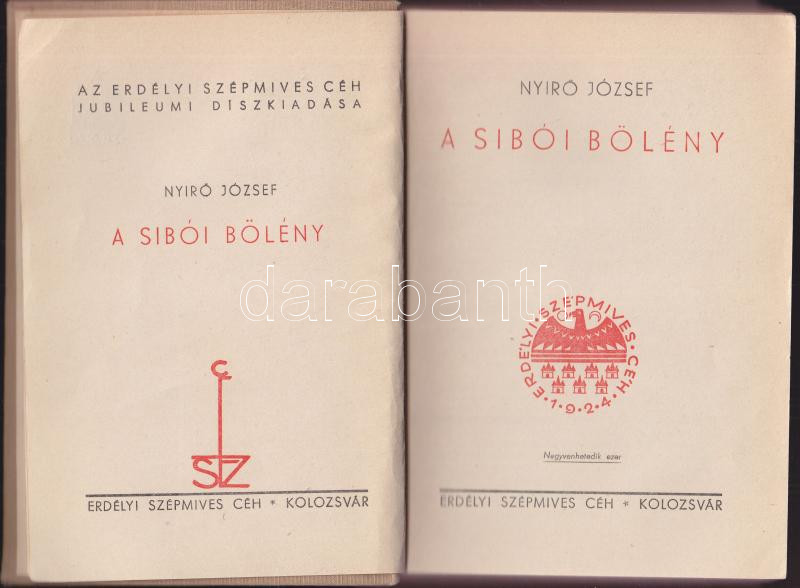 AZ ERDÉLYI SZÉPMIVES CÉH
JUBILEUMI DISZKIADÁSA
NYIRŐ JÓZSEF
A SIBÓI BÖLÉNY
SZ
ERDÉLYI SZÉPMIVES CÉH * KOLOZSVÁR
NYIRŐ JÓZSEF
A SIBÓI BÖLÉNY
ERDÉLYI · SZÉPMIVES · CÉH · 1924 ·
Negyvenhetedik ezer
ERDÉLYI SZÉPMIVES CÉH * KOLOZSVÁR
darabanth